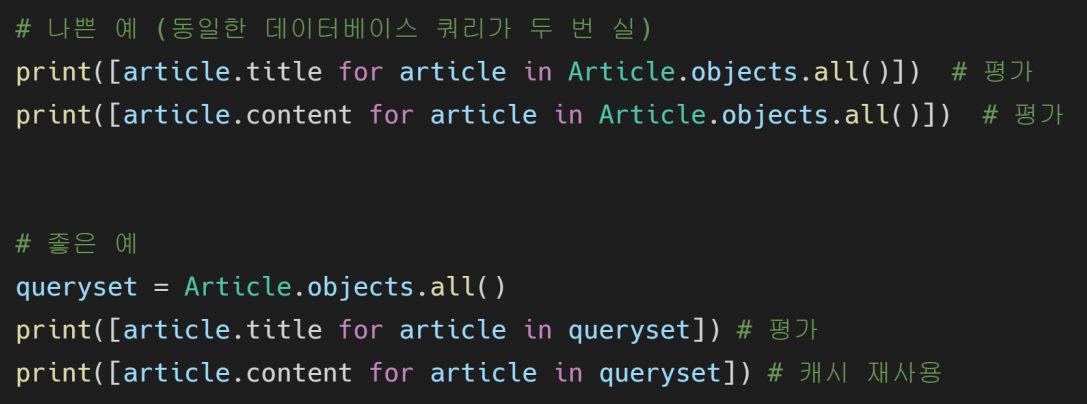 # 나쁜 예 (동일한 데이터베이스 쿼리가 두 번 실)
print([article.title for article in Article.objects.all()])  # 평가
print([article.content for article in Article.objects.all()])  # 평가
# 좋은 예
queryset = Article.objects.all()
print([article.title for article in queryset]) # 평가
print([article.content for article in queryset]) # 캐시 재사용